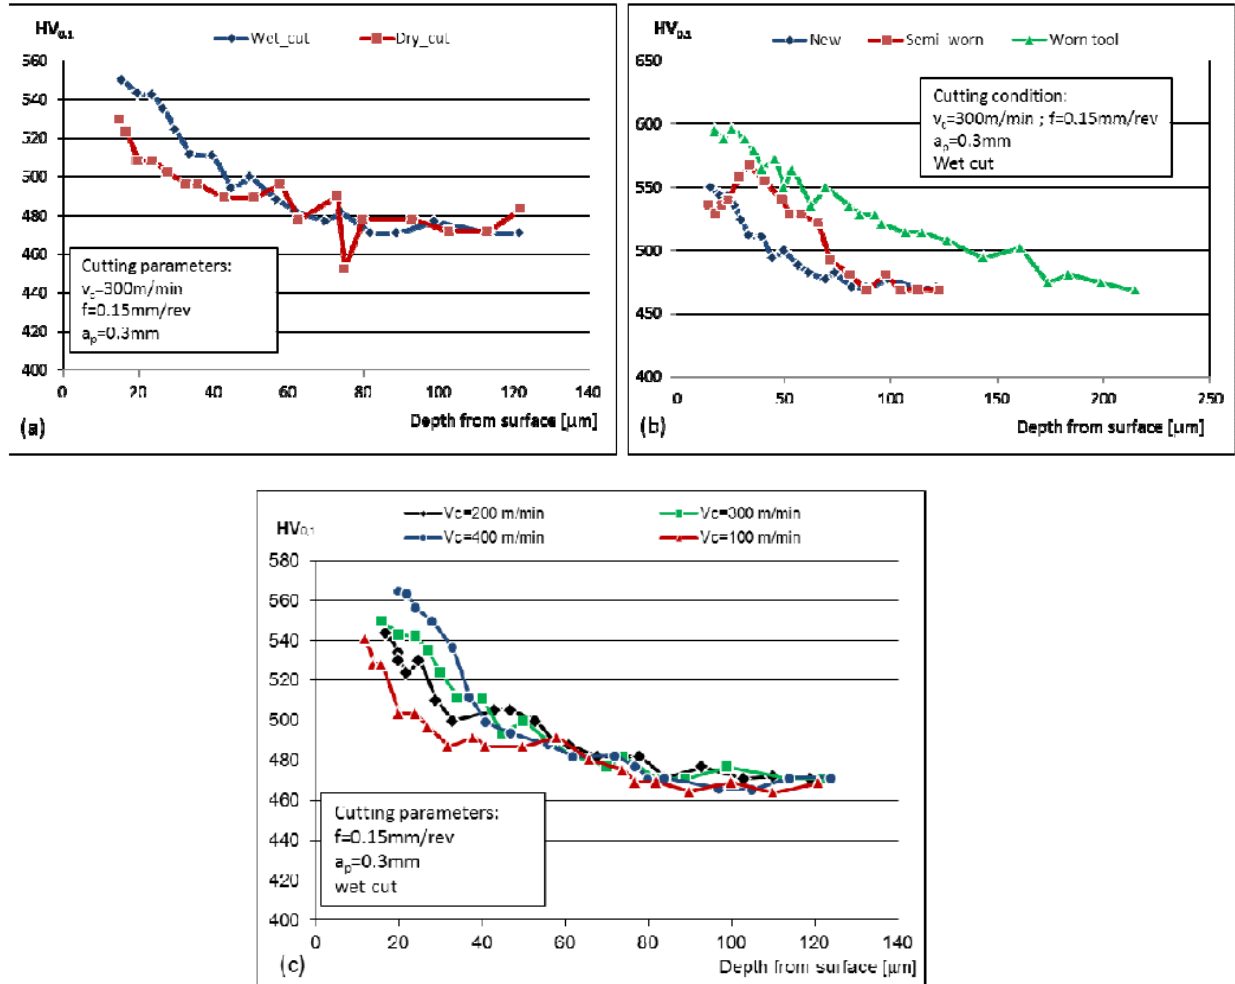 HV0,1
Wet_cut
Dry_cut
560
540
520
500
480
460
440
420
400
Cutting parameters:
vc=300m/min
f=0.15mm/rev
ap=0.3mm
0 20 40 60 80 100 120 140
Depth from surface [µm]
(a)
HV0,1
New
Semi worn
Worn tool
650
600
550
500
450
400
Cutting condition:
vc=300m/min ; f=0.15mm/rev
ap=0.3mm
Wet cut
0 50 100 150 200 250
Depth from surface [µm]
(b)
HV0,1
Vc=200 m/min
Vc=300 m/min
Vc=400 m/min
Vc=100 m/min
580
560
540
520
500
480
460
440
420
400
Cutting parameters:
f=0.15mm/rev
ap=0.3mm
wet cut
0 20 40 60 80 100 120 140
Depth from surface [µm]
(c)